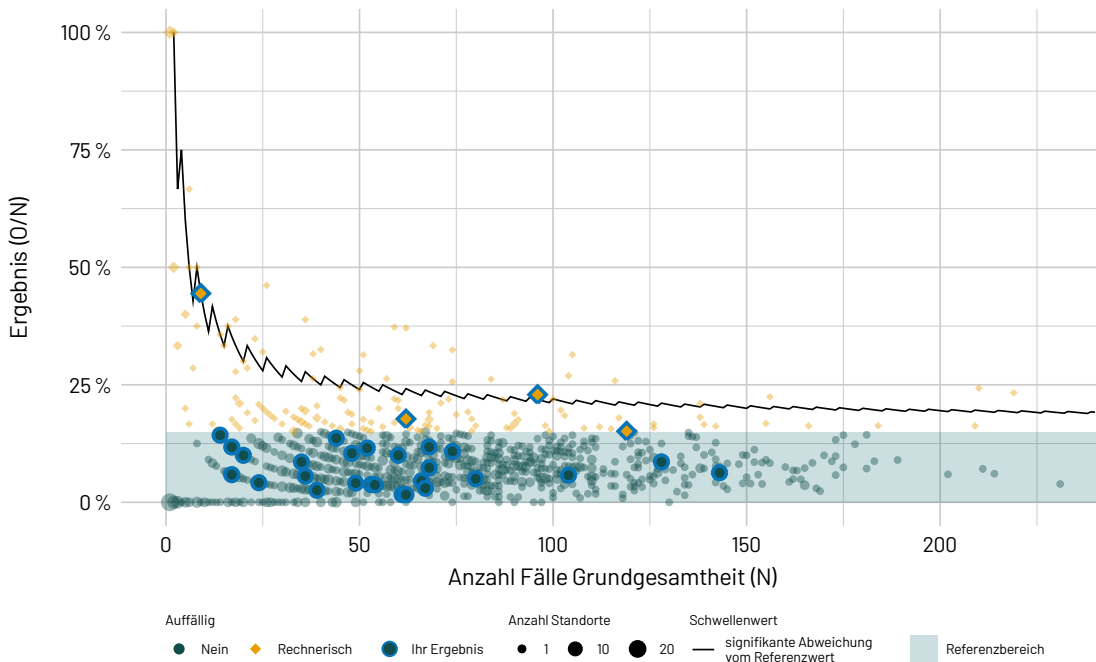 100 %
75 %
50 %
25 %
0 %
Ergebnis (O/N)
0
50
100
150
200
Anzahl Fälle Grundgesamtheit (N)
Auffällig
Anzahl Standorte
Schwellenwert
Nein
Rechnerisch
Ihr Ergebnis
1
10
20
signifikante Abweichung
vom Referenzwert
Referenzbereich